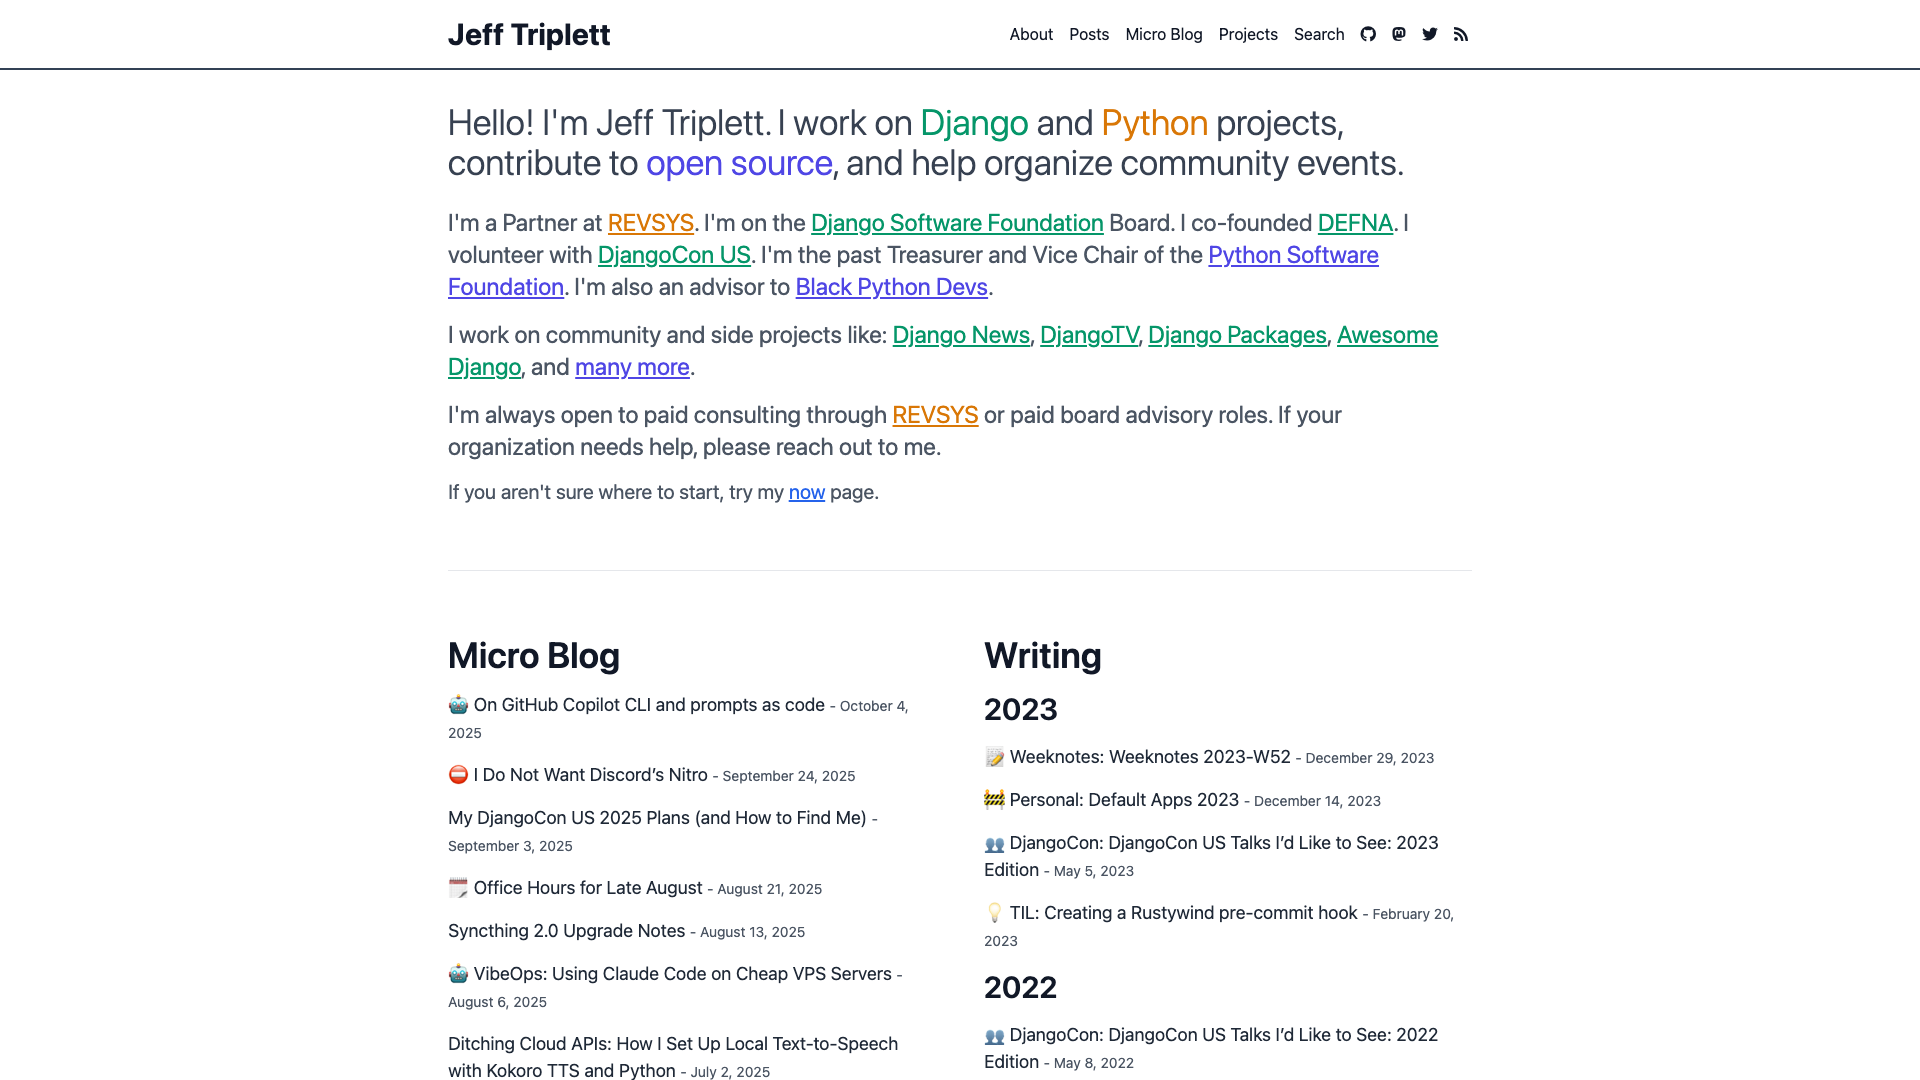 Jeff Triplett
About Posts Micro Blog Projects Search
Hello! I'm Jeff Triplett. I work on Django and Python projects,
contribute to open source, and help organize community events.
I'm a Partner at REVSYS. I'm on the Django Software Foundation Board. I co-founded DEFNA. I
volunteer with DjangoCon US. I'm the past Treasurer and Vice Chair of the Python Software
Foundation. I'm also an advisor to Black Python Devs.
I work on community and side projects like: Django News, DjangoTV, Django Packages, Awesome
Django, and many more.
I'm always open to paid consulting through REVSYS or paid board advisory roles. If your
organization needs help, please reach out to me.
If you aren't sure where to start, try my now page.
Micro Blog
🤖 On GitHub Copilot CLI and prompts as code - October 4,
2025
⛔ I Do Not Want Discord’s Nitro - September 24, 2025
My DjangoCon US 2025 Plans (and How to Find Me) -
September 3, 2025
🗓️ Office Hours for Late August - August 21, 2025
Syncthing 2.0 Upgrade Notes - August 13, 2025
🤖 VibeOps: Using Claude Code on Cheap VPS Servers -
August 6, 2025
Ditching Cloud APIs: How I Set Up Local Text-to-Speech
with Kokoro TTS and Python - July 2, 2025
Writing
2023
📝 Weeknotes: Weeknotes 2023-W52 - December 29, 2023
🚧 Personal: Default Apps 2023 - December 14, 2023
👥 DjangoCon: DjangoCon US Talks I’d Like to See: 2023
Edition - May 5, 2023
💡 TIL: Creating a Rustywind pre-commit hook - February 20,
2023
2022
👥 DjangoCon: DjangoCon US Talks I’d Like to See: 2022
Edition - May 8, 2022